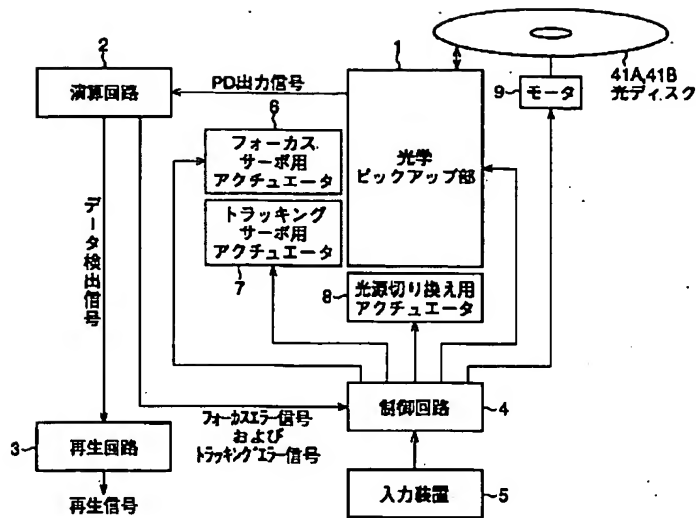 2
演算回路
PD出力信号
1
光学
ピックアップ部
41A,41B
光ディスク
9
モータ
6
フォーカス
サーボ用
アクチュエータ
トラッキング
サーボ用
アクチュエータ
7
8
光源切り換え用
アクチュエータ
データ検出信号
制御回路
4
フォーカスエラー信号
および
トラッキングエラー信号
3
再生回路
再生信号
入力装置
5